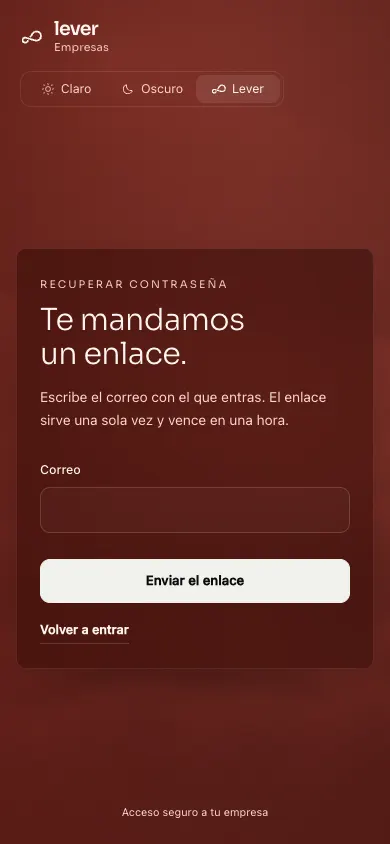 lever
Empresas
Claro
Oscuro
Lever
RECUPERAR CONTRASEÑA
Te mandamos
un enlace.
Escribe el correo con el que entras. El enlace
sirve una sola vez y vence en una hora.
Correo
Enviar el enlace
Volver a entrar
Acceso seguro a tu empresa